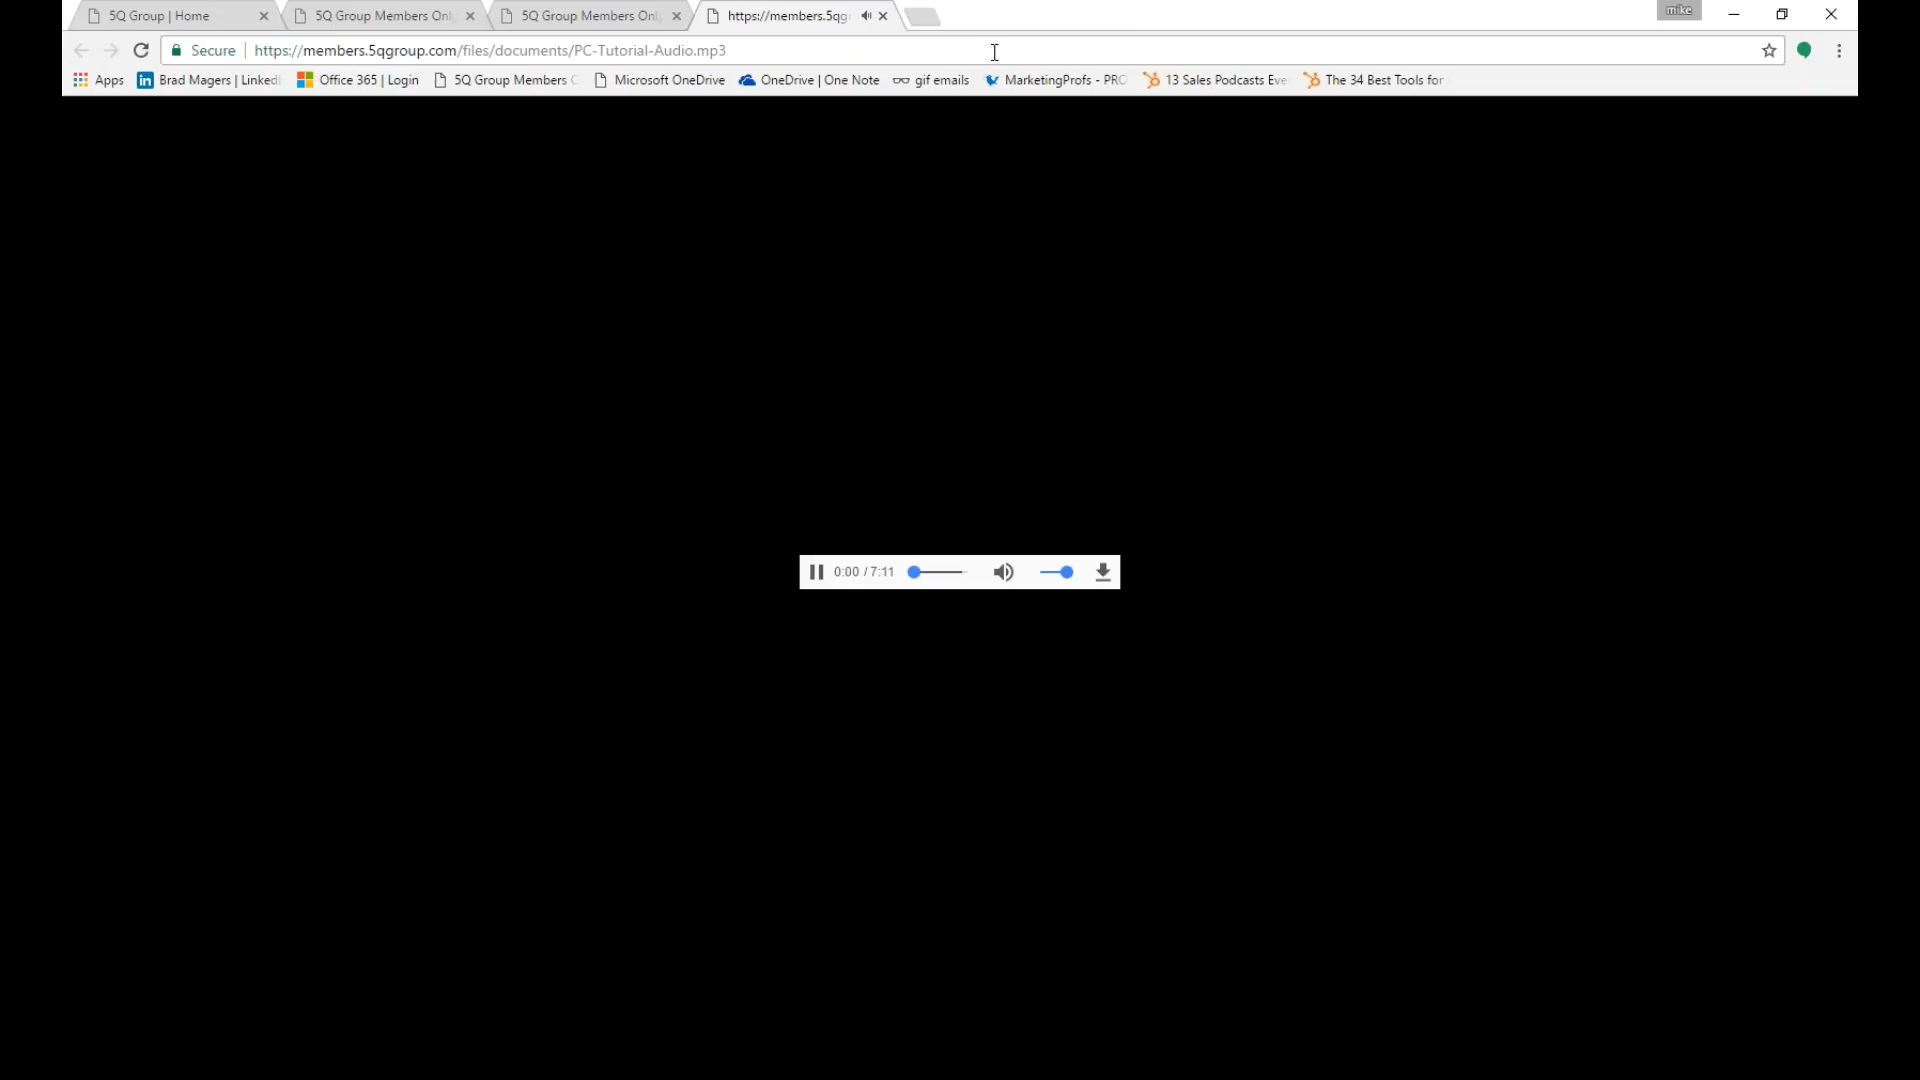 5Q Group | Home
5Q Group Members Onl
5Q Group Members Onl
https://members.5qgr
mike
Secure
https://members.5qgroup.com/files/documents/PC-Tutorial-Audio.mp3
Apps
Brad Magers | Linked
Office 365 | Login
5Q Group Members
Microsoft OneDrive
OneDrive | One Note
gif emails
MarketingProfs - PRO
13 Sales Podcasts Eve
The 34 Best Tools for
0:00 / 7:11